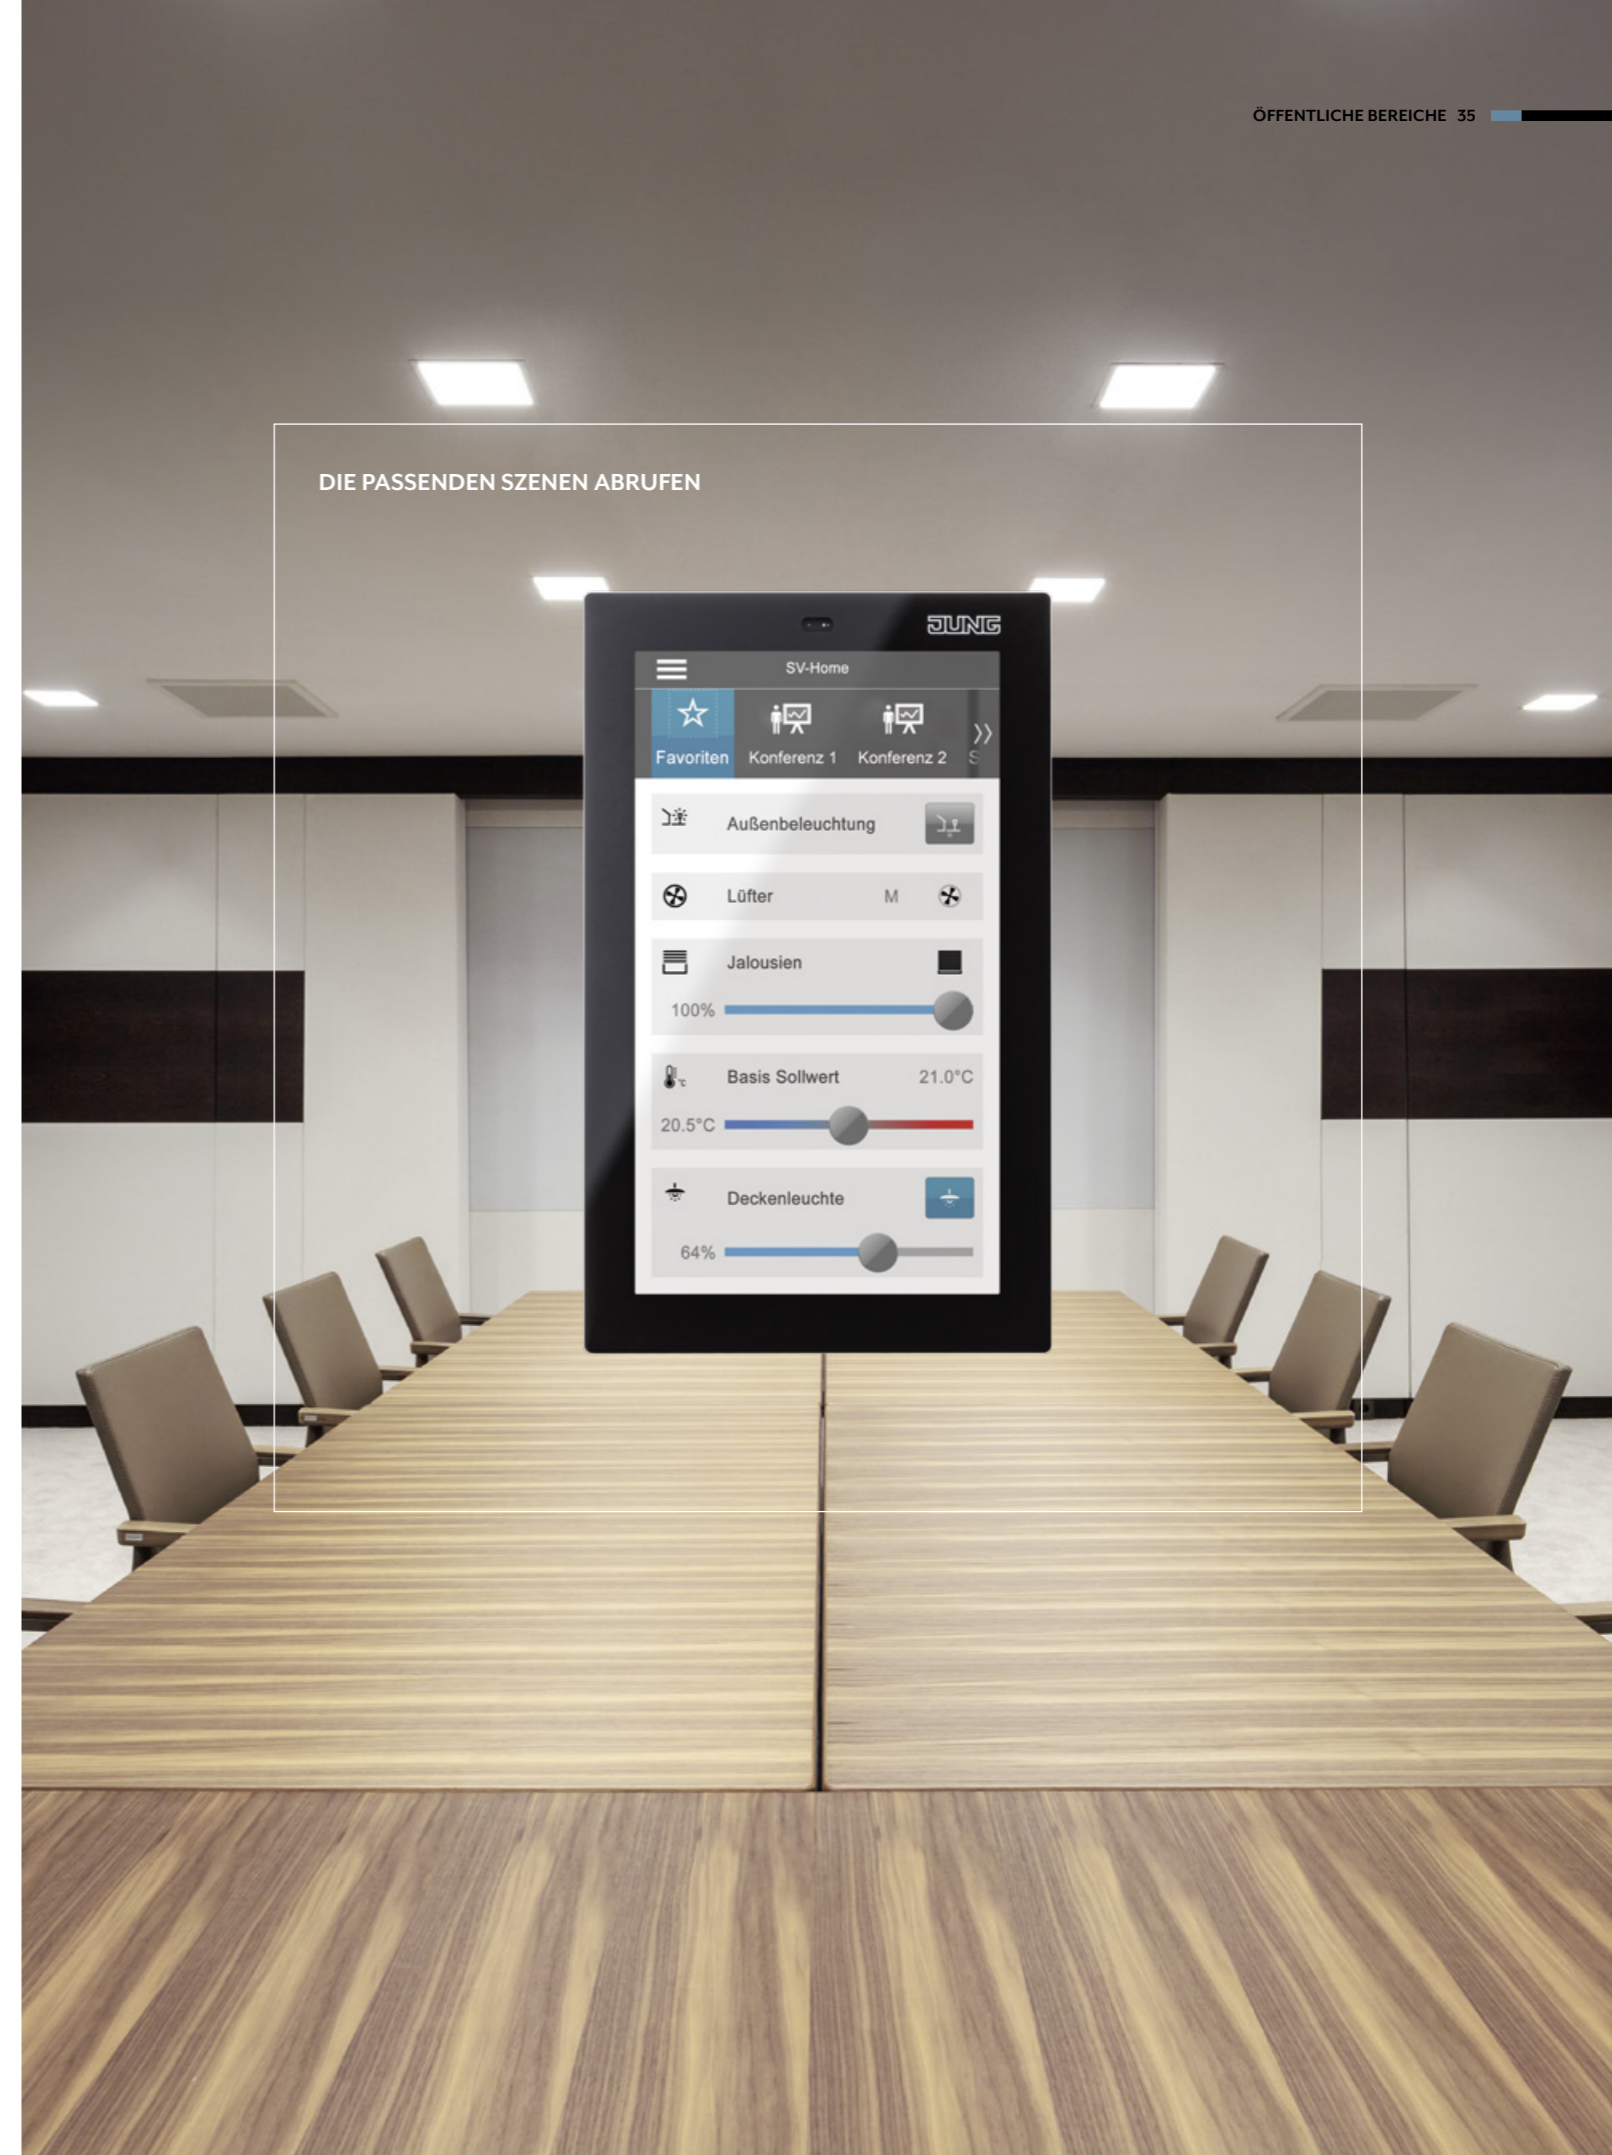 ÖFFENTLICHE BEREICHE 35
DIE PASSENDEN SZENEN ABRUFEN
JUNG
SV-Home
Favoriten Konferenz 1 Konferenz 2 S
Außenbeleuchtung
Lüfter M
Jalousien
100%
°C Basis Sollwert 21.0°C
20.5°C
Deckenleuchte
64%